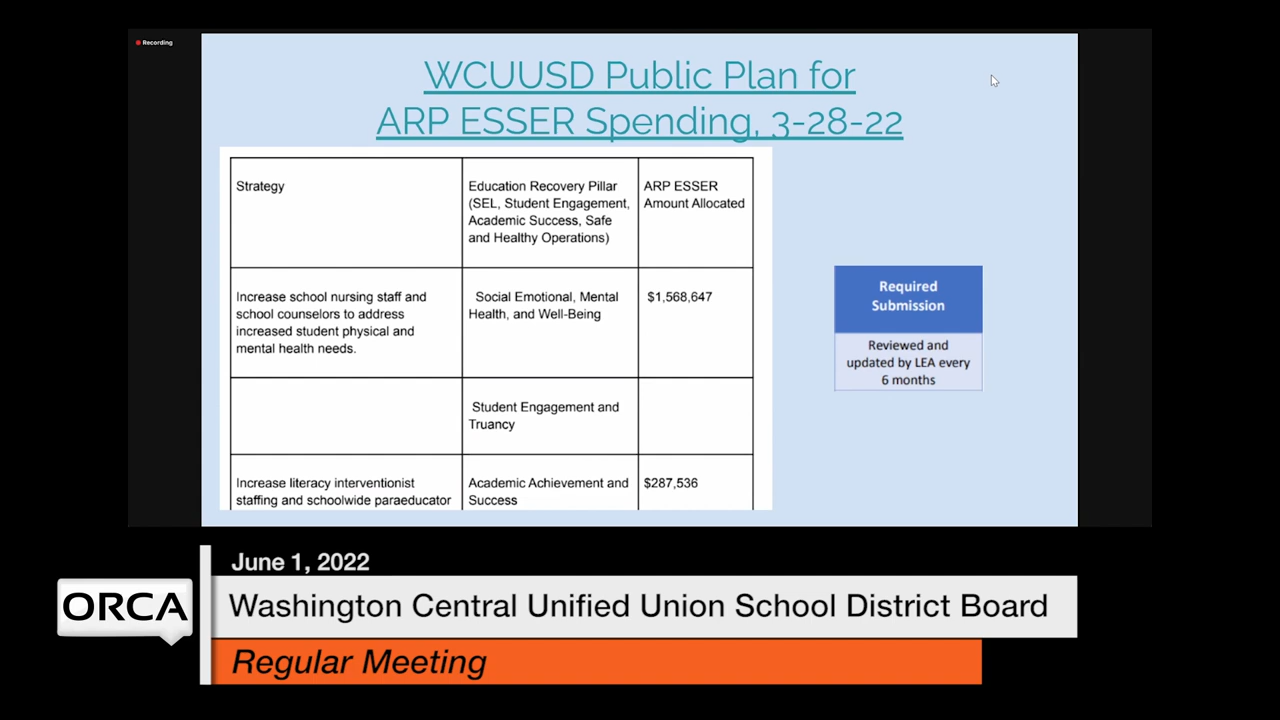 Recording
WCUUSD Public Plan for
ARP ESSER Spending, 3-28-22
Strategy
Education Recovery Pillar
(SEL, Student Engagement,
Academic Success, Safe
and Healthy Operations)
ARP ESSER
Amount Allocated
Increase school nursing staff and
school counselors to address
increased student physical and
mental health needs.
Social Emotional, Mental
Health, and Well-Being
$1,568,647
Student Engagement and
Truancy
Increase literacy interventionist
staffing and schoolwide paraeducator
Academic Achievement and
Success
$287,536
Required
Submission
Reviewed and
updated by LEA every
6 months
June 1, 2022
ORCA
Washington Central Unified Union School District Board
Regular Meeting